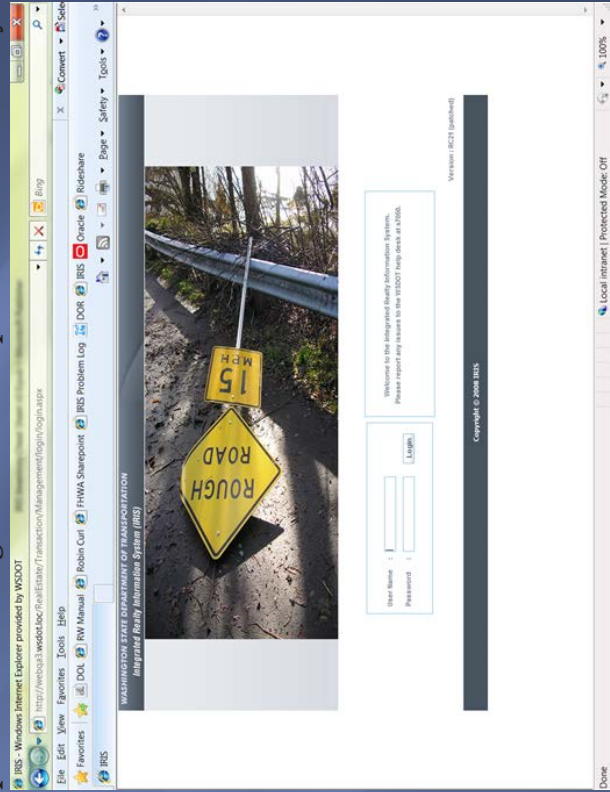 IRIS - Windows Internet Explorer provided by WSDOT
http://webqa3.wsdot.loc/RealEstate/Transaction/Management/login/login.aspx
Bing
File Edit View Favorites Tools Help
Convert
Favorites DOL RW Manual Robin Curl FHWA Sharepoint IRIS Problem Log DOR IRIS Oracle Rideshare
IRIS
Page Safety Tools
WASHINGTON STATE DEPARTMENT OF TRANSPORTATION
Integrated Realty Information System (IRIS)
ROUGH
ROAD
15
MPH
User Name :
Password :
Login
Welcome to the Integrated Realty Information System.
Please report any issues to the WSDOT help desk at x7050.
Version : RC29 (patched)
Copyright © 2008 IRIS
Done
Local intranet | Protected Mode: Off
100%